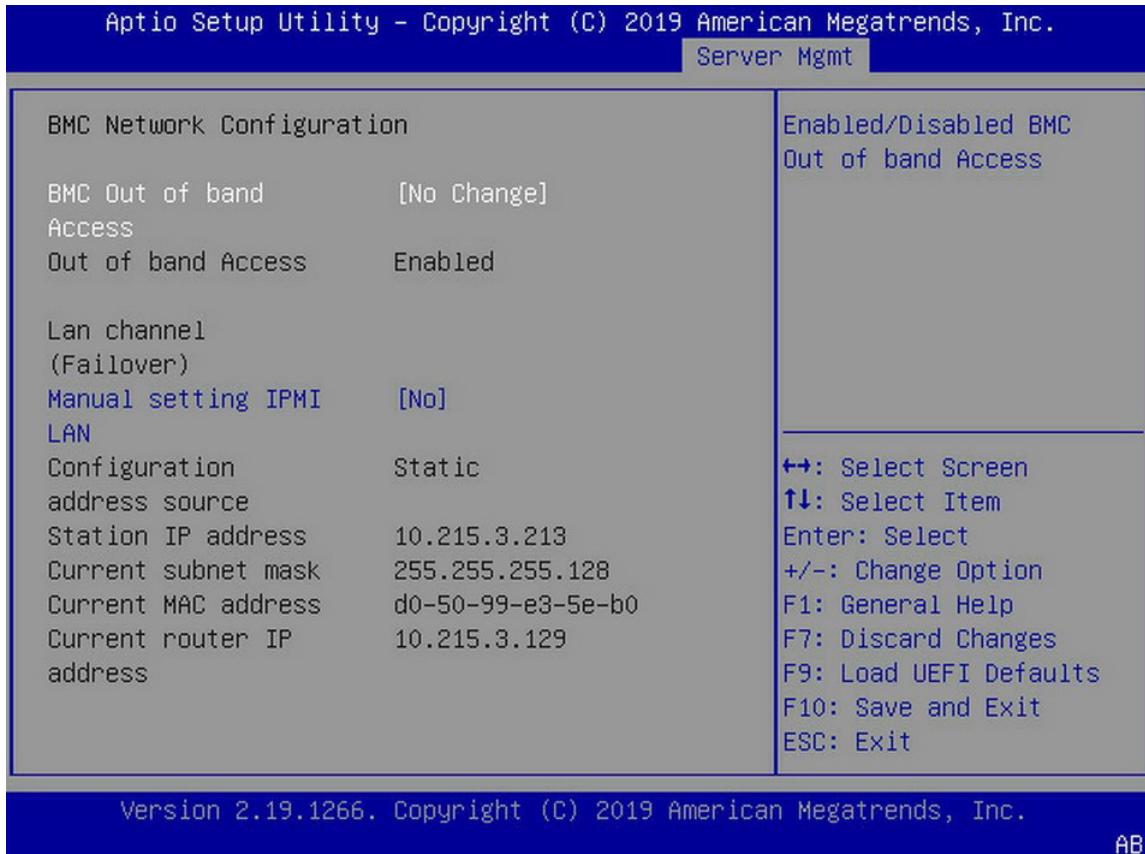 Aptio Setup Utility – Copyright (C) 2019 American Megatrends, Inc.
Server Mgmt
BMC Network Configuration
BMC Out of band [No Change]
Access
Out of band Access Enabled
Lan channel
(Failover)
Manual setting IPMI [No]
LAN
Configuration Static
address source
Station IP address 10.215.3.213
Current subnet mask 255.255.255.128
Current MAC address d0-50-99-e3-5e-b0
Current router IP 10.215.3.129
address
Enabled/Disabled BMC
Out of band Access
↔: Select Screen
↑↓: Select Item
Enter: Select
+/-: Change Option
F1: General Help
F7: Discard Changes
F9: Load UEFI Defaults
F10: Save and Exit
ESC: Exit
Version 2.19.1266. Copyright (C) 2019 American Megatrends, Inc.
AB